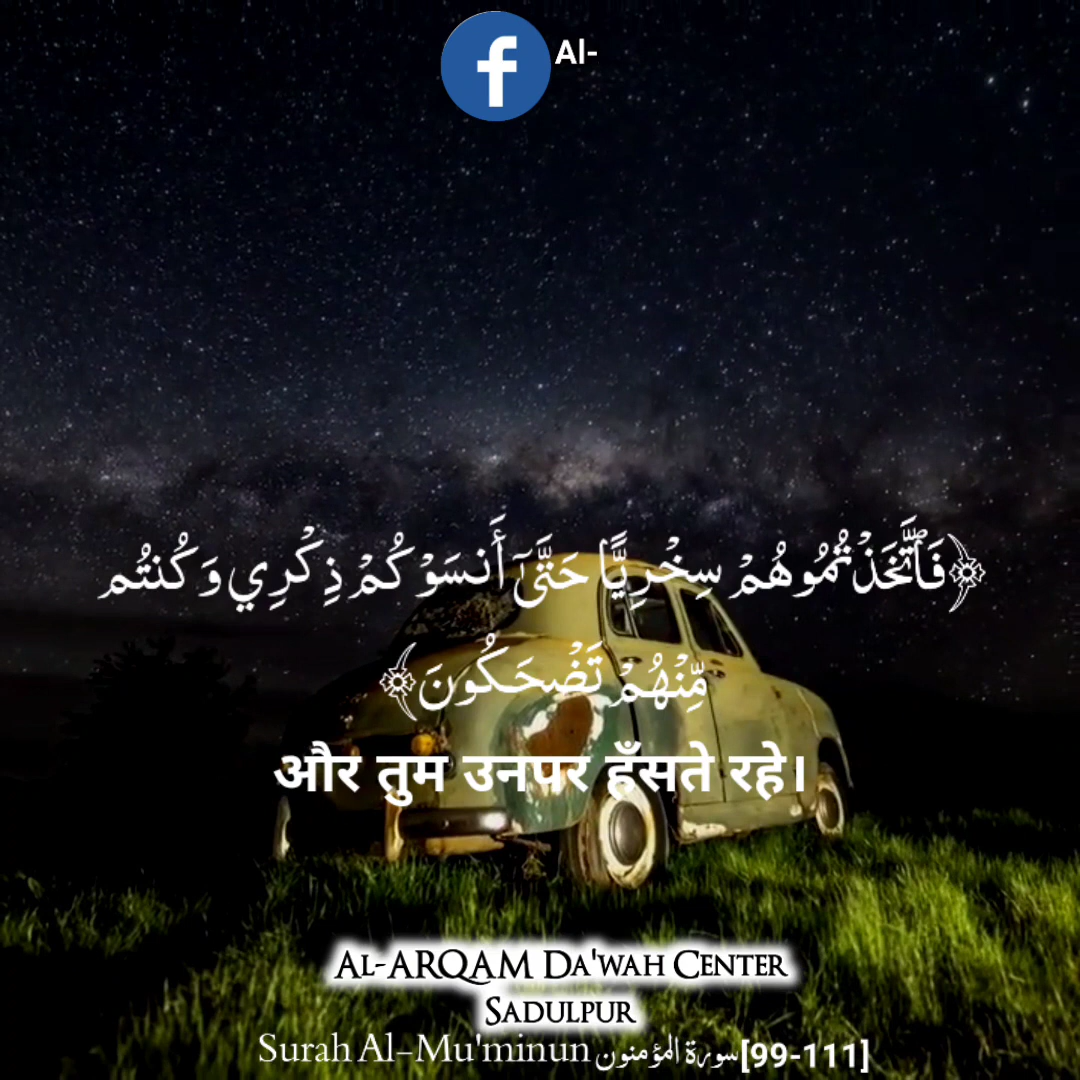 Al-
﴿فَٱتَّخَذْتُمُوهُمْ سِخْرِيًّا حَتَّىٰٓ أَنسَوْكُمْ ذِكْرِي وَكُنتُم
مِّنْهُمْ تَضْحَكُونَ﴾
और तुम उनपर हँसते रहे।
AL-ARQAM DA'WAH CENTER
SADULPUR
Surah Al-Mu'minun سورة المؤمنون [99-111]